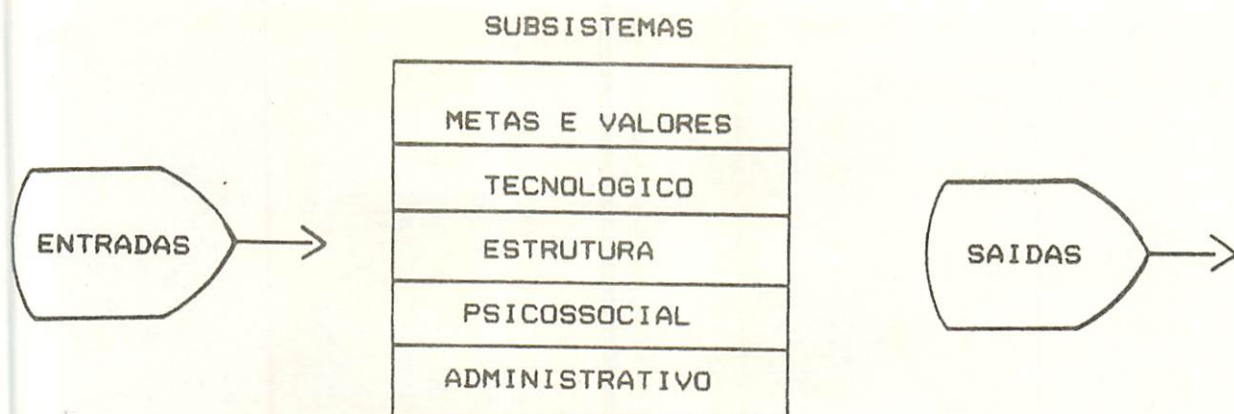 SUBSISTEMAS
METAS E VALORES
TECNOLOGICO
ENTRADAS
ESTRUTURA
SAIDAS
PSICOSSOCIAL
ADMINISTRATIVO